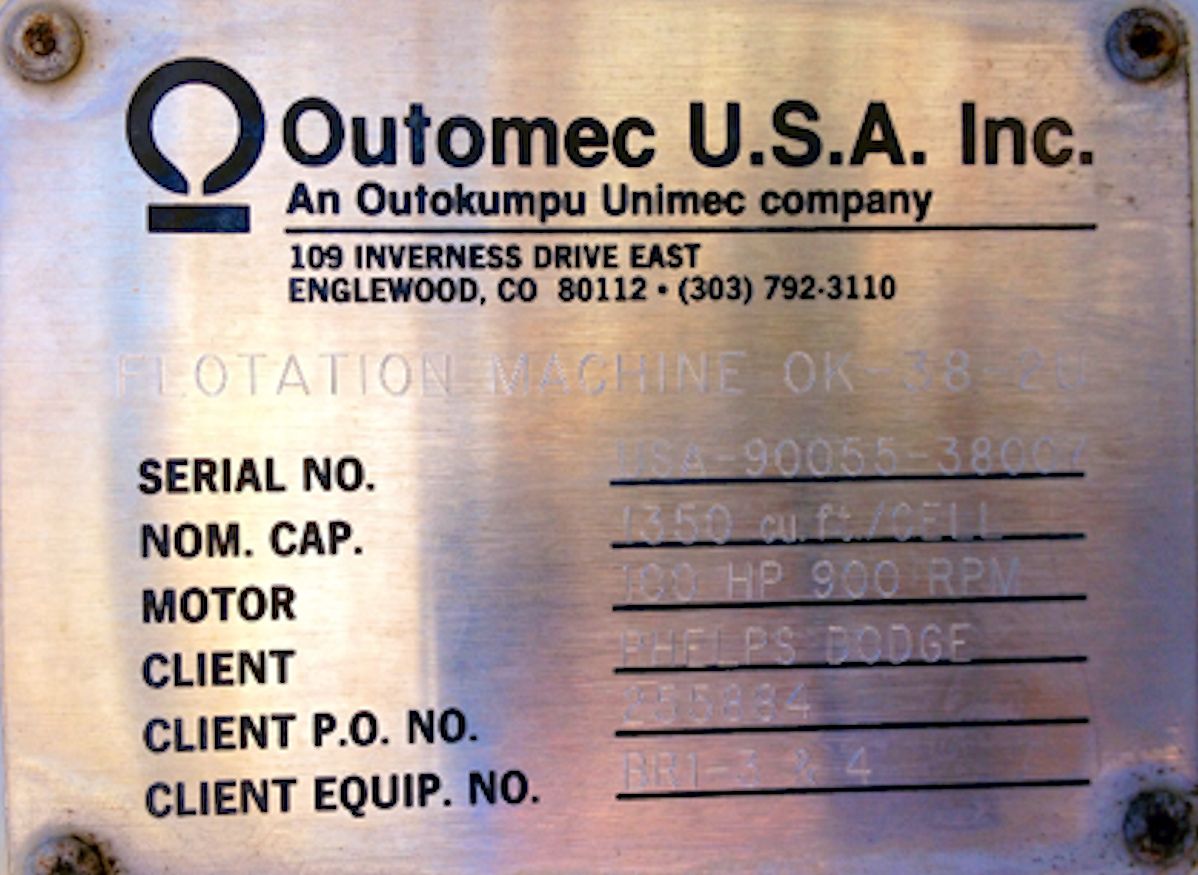 Outomec U.S.A. Inc.
An Outokumpu Unimec company
109 INVERNESS DRIVE EAST
ENGLEWOOD, CO 80112 • (303) 792-3110
FLOTATION MACHINE OK-38-2U
SERIAL NO. USA-90055-38007
NOM. CAP. 1350 cu.ft./CELL
MOTOR 100 HP 900 RPM
CLIENT PHELPS DODGE
CLIENT P.O. NO. 255884
CLIENT EQUIP. NO. BR1-3 & 4